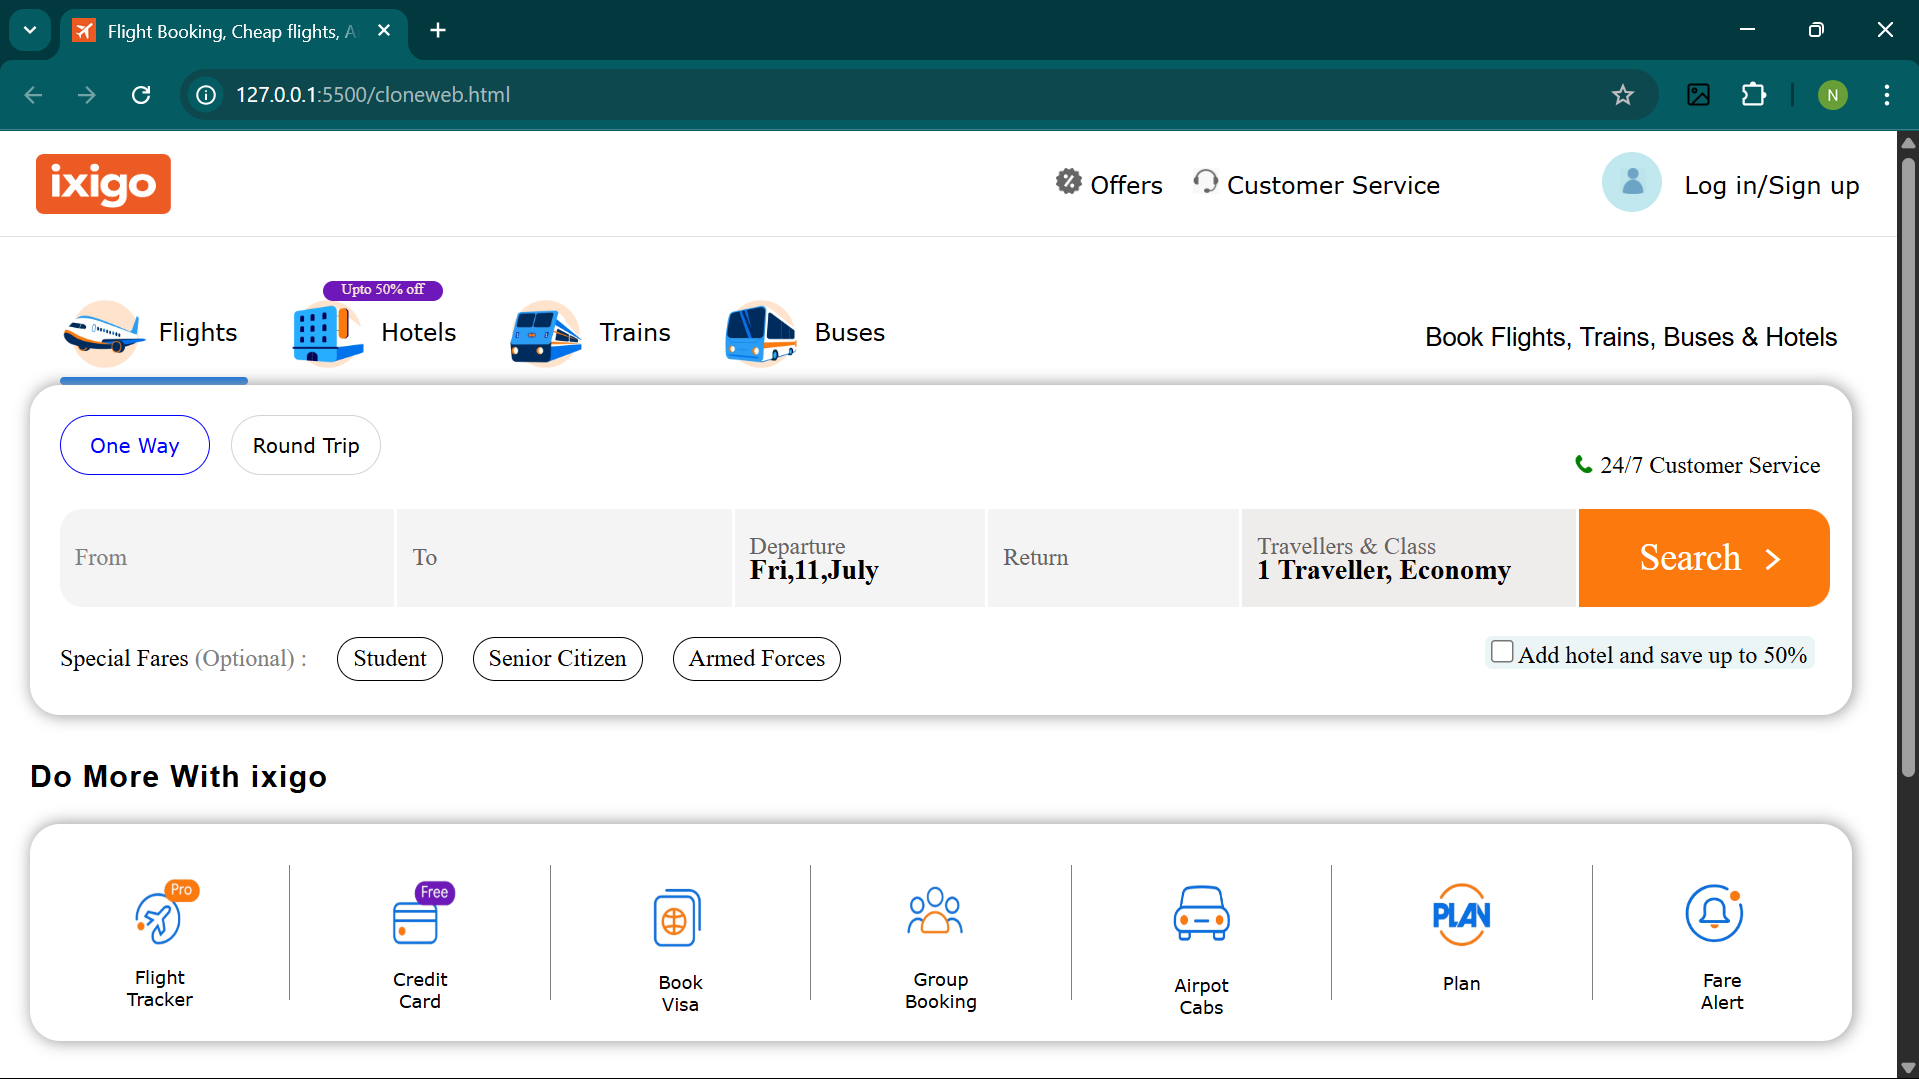 Flight Booking, Cheap flights, A
127.0.0.1:5500/cloneweb.html
N
ixigo
Offers
Customer Service
Log in/Sign up
Upto 50% off
Flights
Hotels
Trains
Buses
Book Flights, Trains, Buses & Hotels
One Way
Round Trip
24/7 Customer Service
From
To
Departure
Fri,11,July
Return
Travellers & Class
1 Traveller, Economy
Search
Special Fares (Optional) :
Student
Senior Citizen
Armed Forces
Add hotel and save up to 50%
Do More With ixigo
Pro
Flight
Tracker
Free
Credit
Card
Book
Visa
Group
Booking
Airpot
Cabs
PLAN
Plan
Fare
Alert